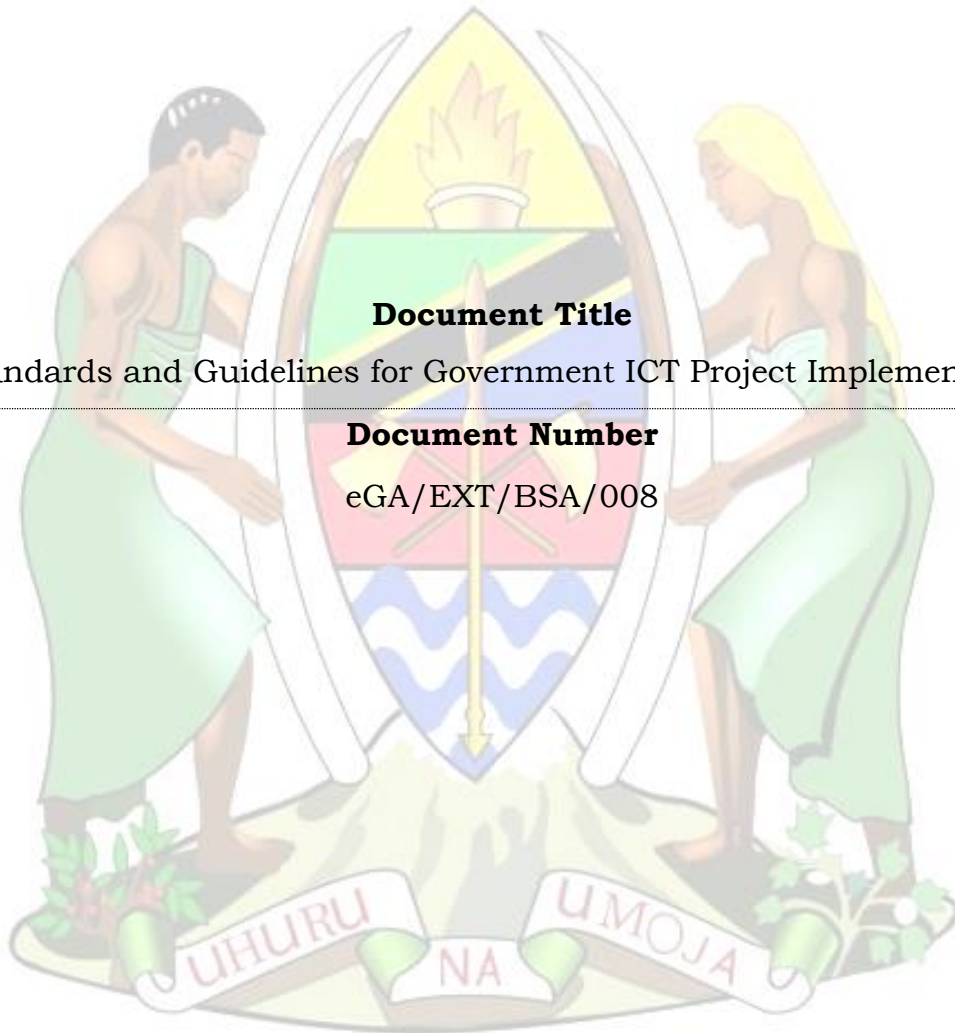 Document Title
andards and Guidelines for Government ICT Project Implemen
Document Number
eGA/EXT/BSA/008
UHURU NA UMOJA